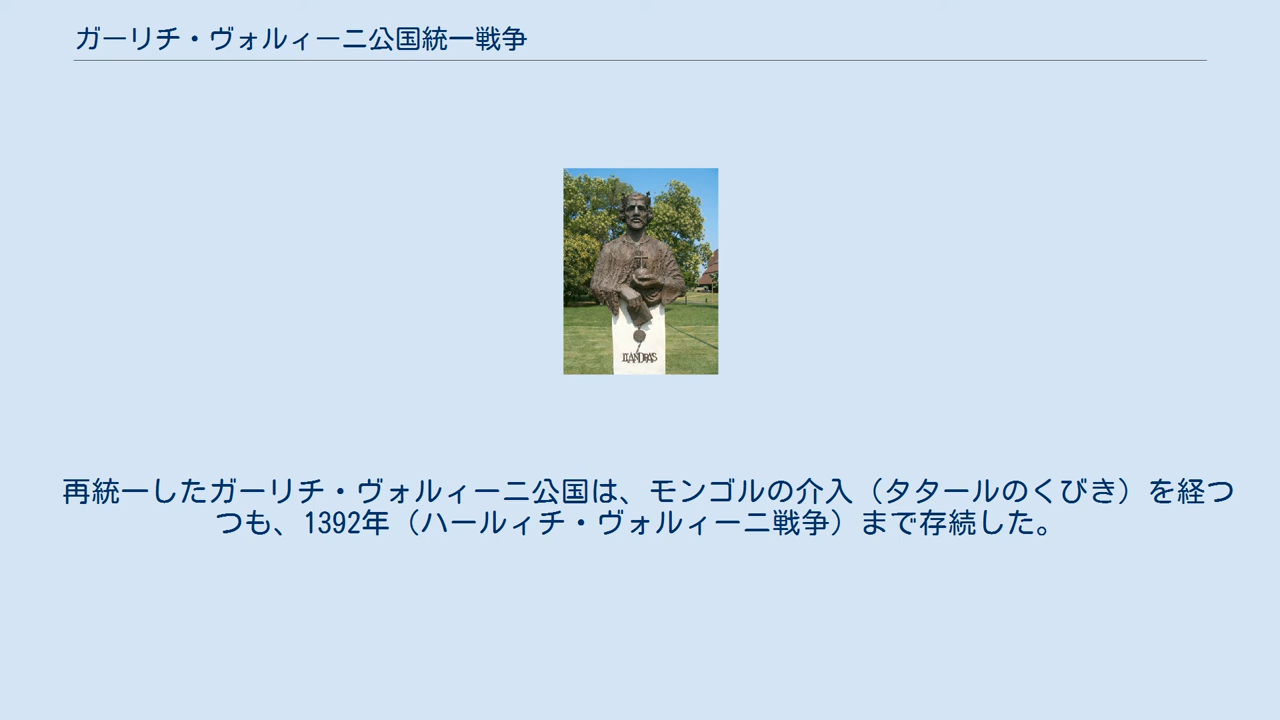 ガーリチ・ヴォルィーニ公国統一戦争
II.ANDRÁS
再統一したガーリチ・ヴォルィーニ公国は、モンゴルの介入（タタールのくびき）を経つ
つも、1392年（ハールィチ・ヴォルィーニ戦争）まで存続した。